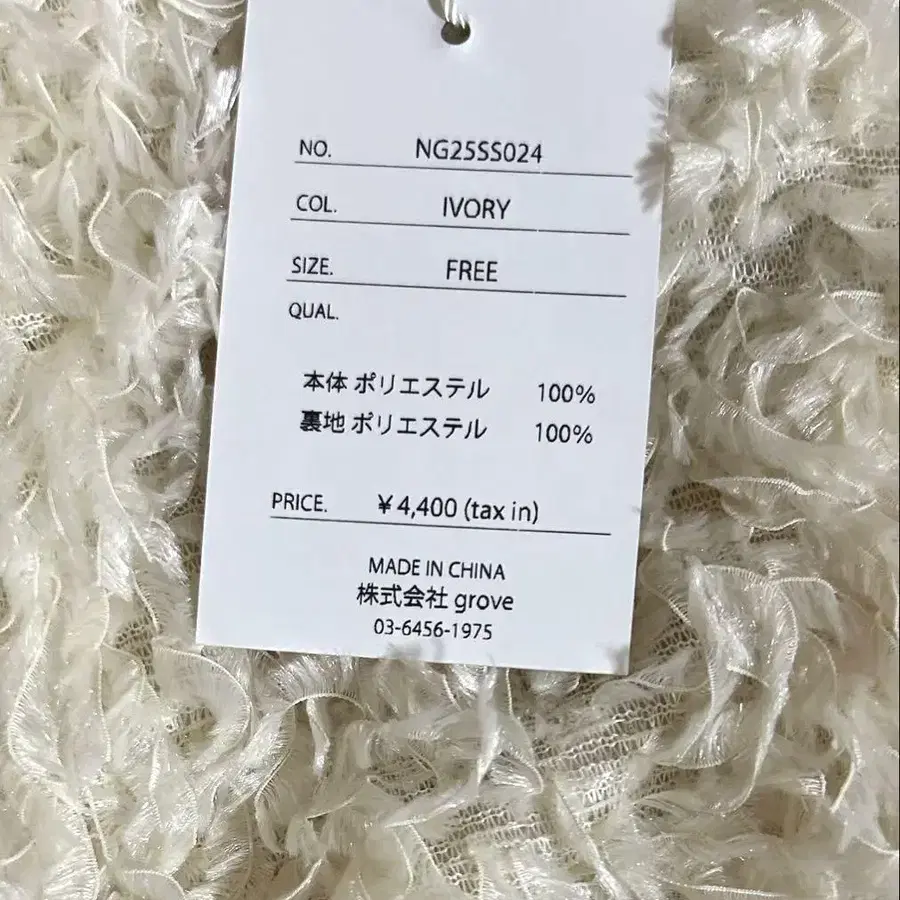 NO. NG25SS024
COL. IVORY
SIZE. FREE
QUAL.
本体 ポリエステル 100%
裏地 ポリエステル 100%
PRICE. ¥4,400 (tax in)
MADE IN CHINA
株式会社 grove
03-6456-1975